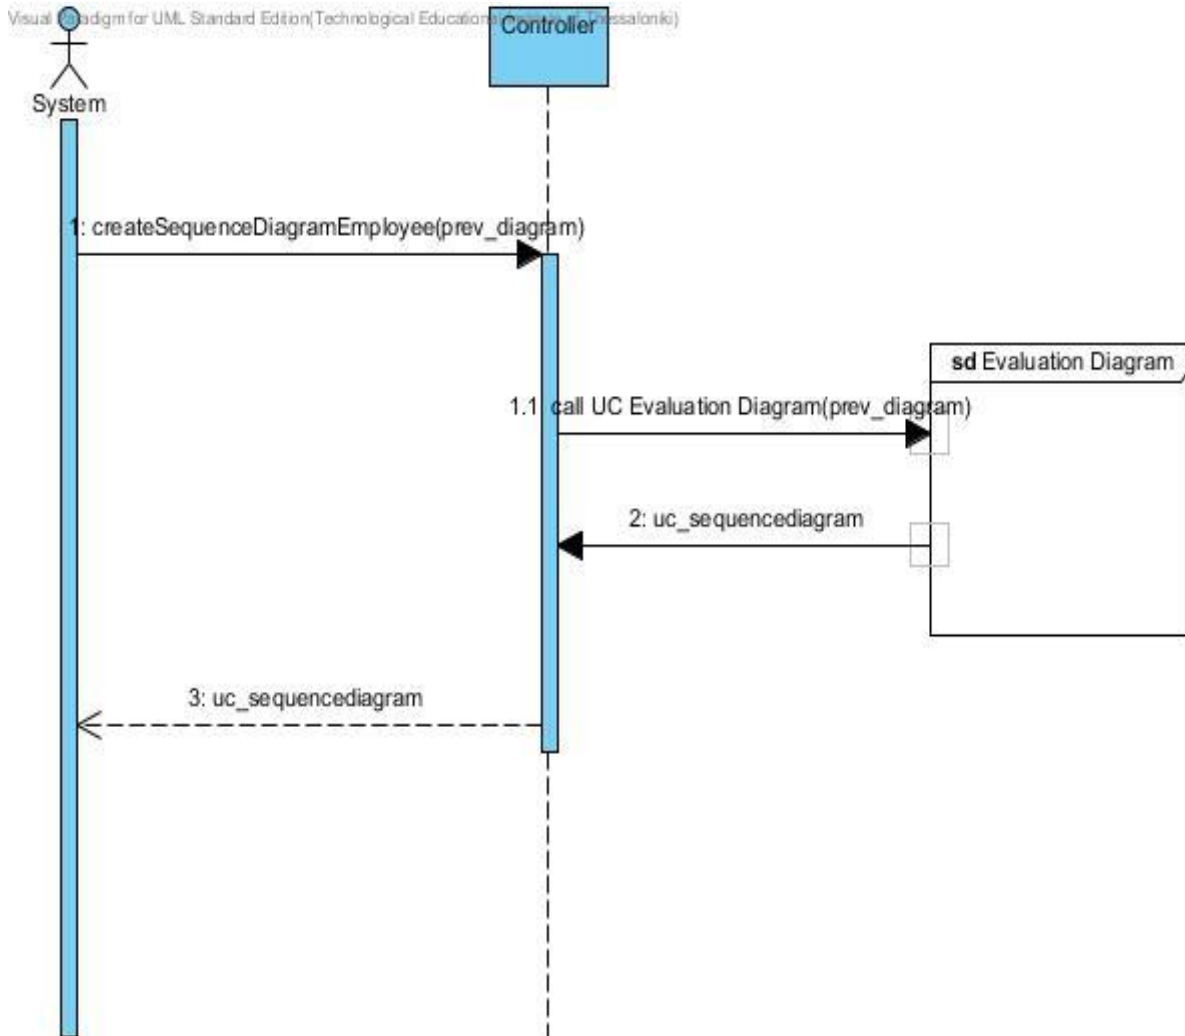 Visual Paradigm for UML Standard Edition(Technological Educational of Thessaloniki)
Controller
System
1: createSequenceDiagramEmployee(prev_diagram)
sd Evaluation Diagram
1.1: call UC Evaluation Diagram(prev_diagram)
2: uc_sequencediagram
3: uc_sequencediagram